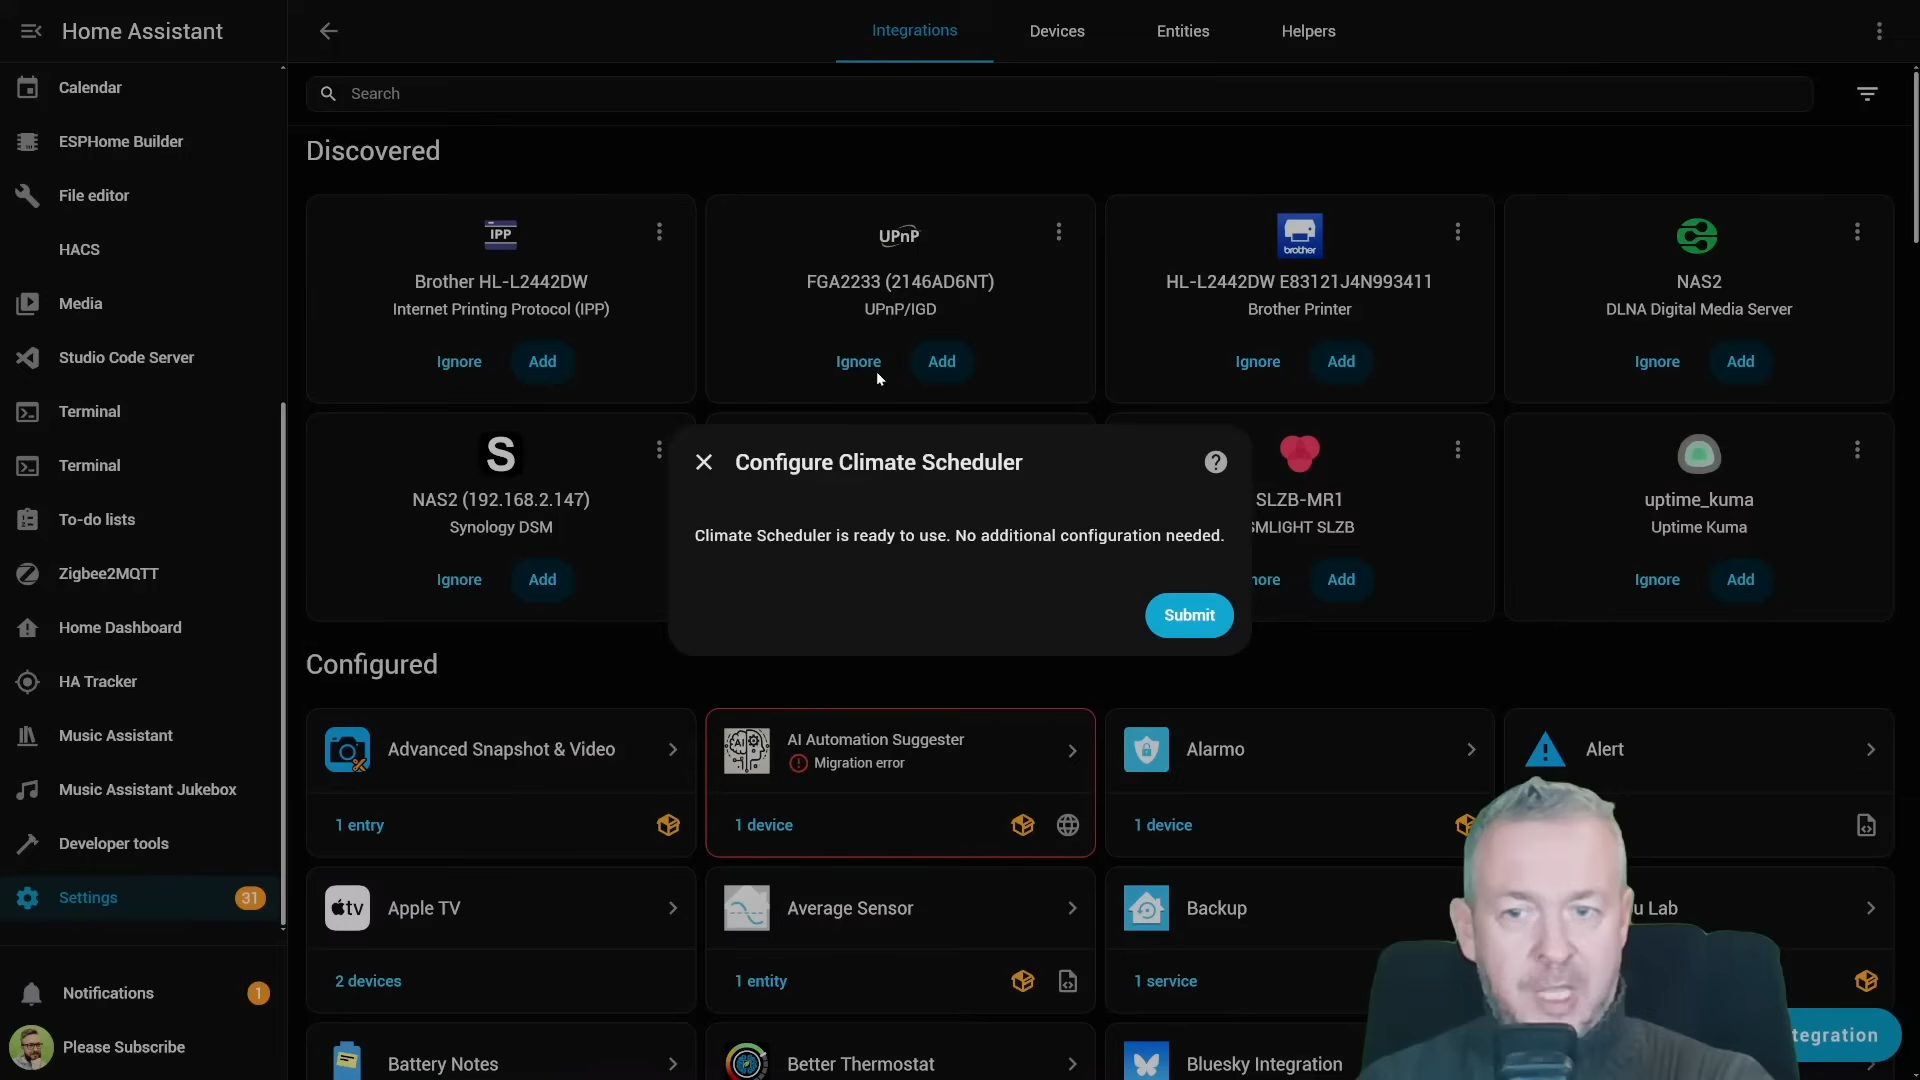 Home Assistant
Integrations
Devices
Entities
Helpers
Calendar
ESPHome Builder
File editor
HACS
Media
Studio Code Server
Terminal
Terminal
To-do lists
Zigbee2MQTT
Home Dashboard
HA Tracker
Music Assistant
Music Assistant Jukebox
Developer tools
Settings
31
Notifications
1
Please Subscribe
Search
Discovered
IPP
Brother HL-L2442DW
Internet Printing Protocol (IPP)
Ignore
Add
UPnP
FGA2233 (2146AD6NT)
UPnP/IGD
Ignore
Add
brother
HL-L2442DW E83121J4N993411
Brother Printer
Ignore
Add
NAS2
DLNA Digital Media Server
Ignore
Add
S
NAS2 (192.168.2.147)
Synology DSM
Ignore
Add
Configure Climate Scheduler
?
Climate Scheduler is ready to use. No additional configuration needed.
Submit
SLZB-MR1
SMLIGHT SLZB
nore
Add
uptime_kuma
Uptime Kuma
Ignore
Add
Configured
Advanced Snapshot & Video
1 entry
AI
AI Automation Suggester
Migration error
1 device
Alarmo
1 device
Alert
tv
Apple TV
2 devices
Average Sensor
1 entity
Backup
1 service
u Lab
Battery Notes
Better Thermostat
Bluesky Integration
tegration